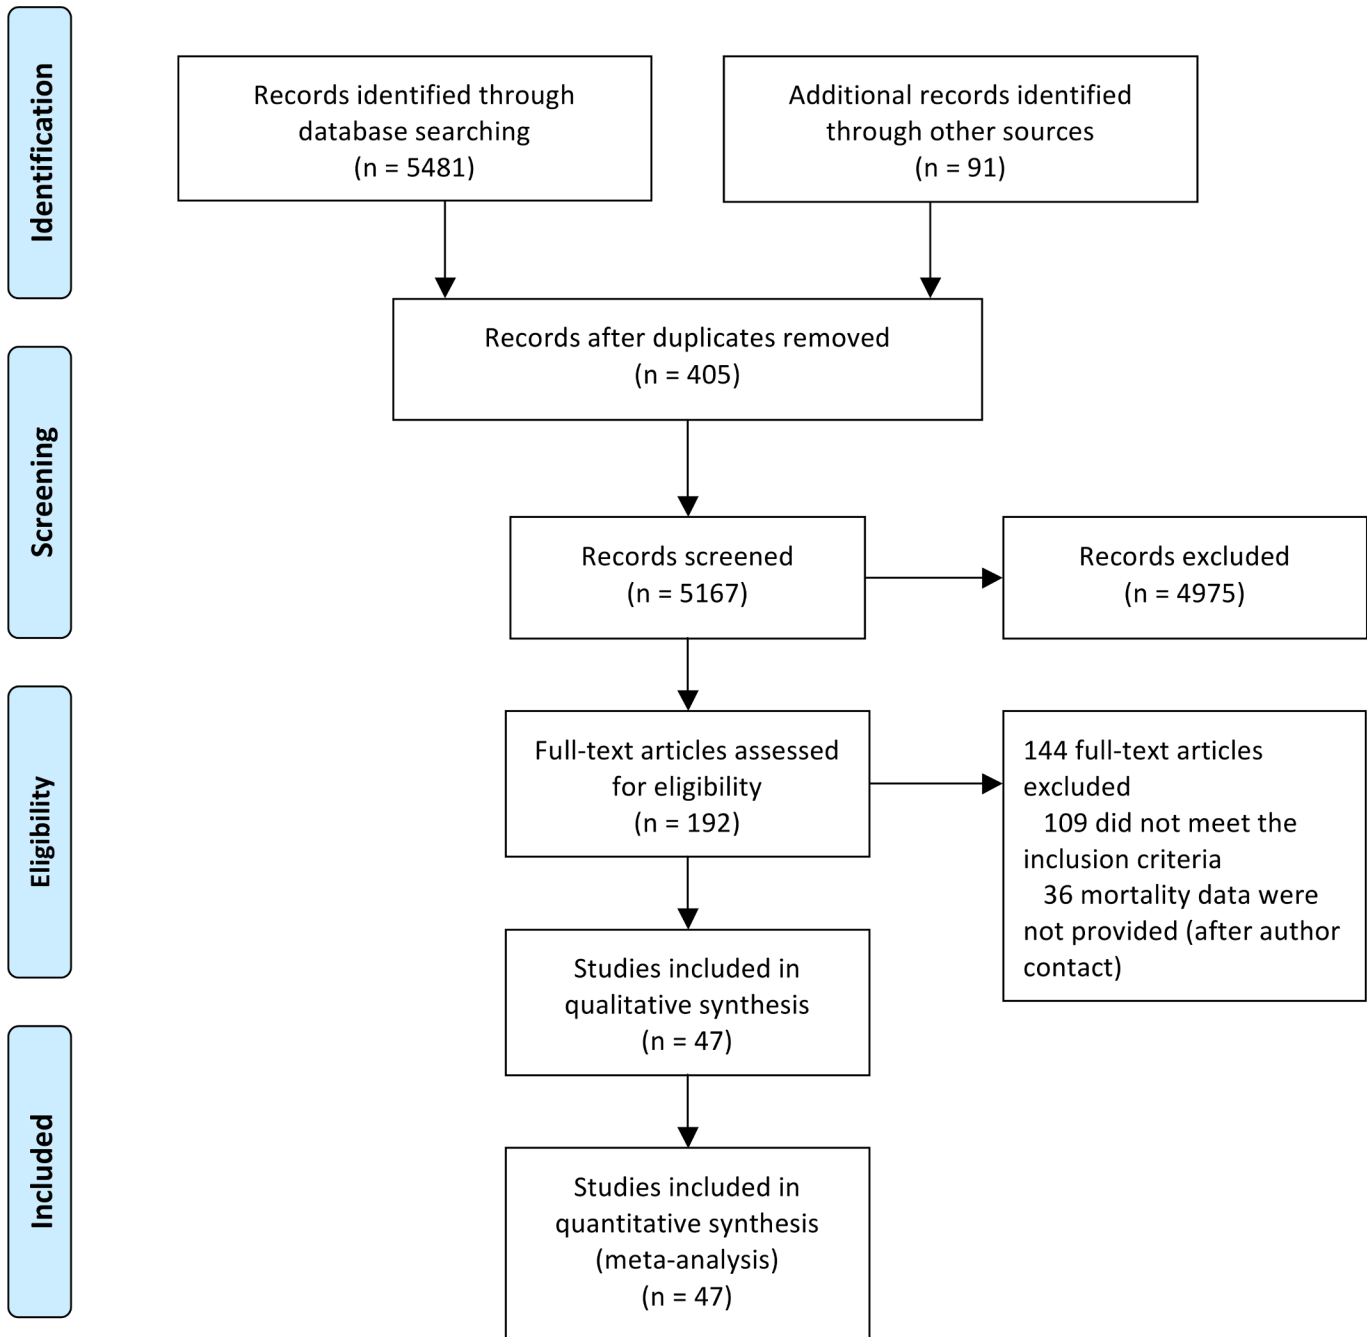 Identification
Records identified through
database searching
(n = 5481)
Additional records identified
through other sources
(n = 91)
Records after duplicates removed
(n = 405)
Screening
Records screened
(n = 5167)
Records excluded
(n = 4975)
Eligibility
Full-text articles assessed
for eligibility
(n = 192)
144 full-text articles
excluded
109 did not meet the
inclusion criteria
36 mortality data were
not provided (after author
contact)
Studies included in
qualitative synthesis
(n = 47)
Included
Studies included in
quantitative synthesis
(meta-analysis)
(n = 47)